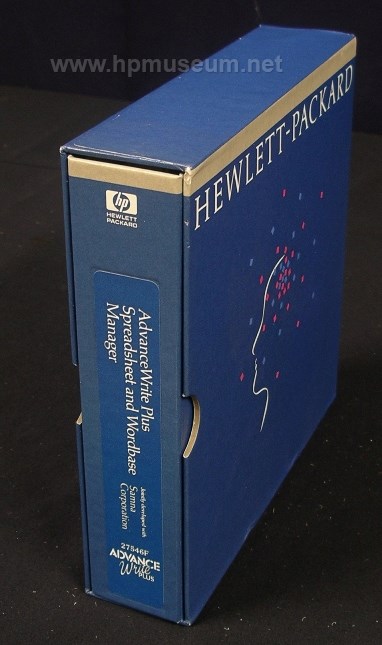 www.hpmuseum.net
HEWLETT-PACKARD
hp
HEWLETT
PACKARD
AdvanceWrite Plus
Spreadsheet and Wordbase
Manager
Jointly developed with
Samna
Corporation
27546F
ADVANCE
Write
PLUS